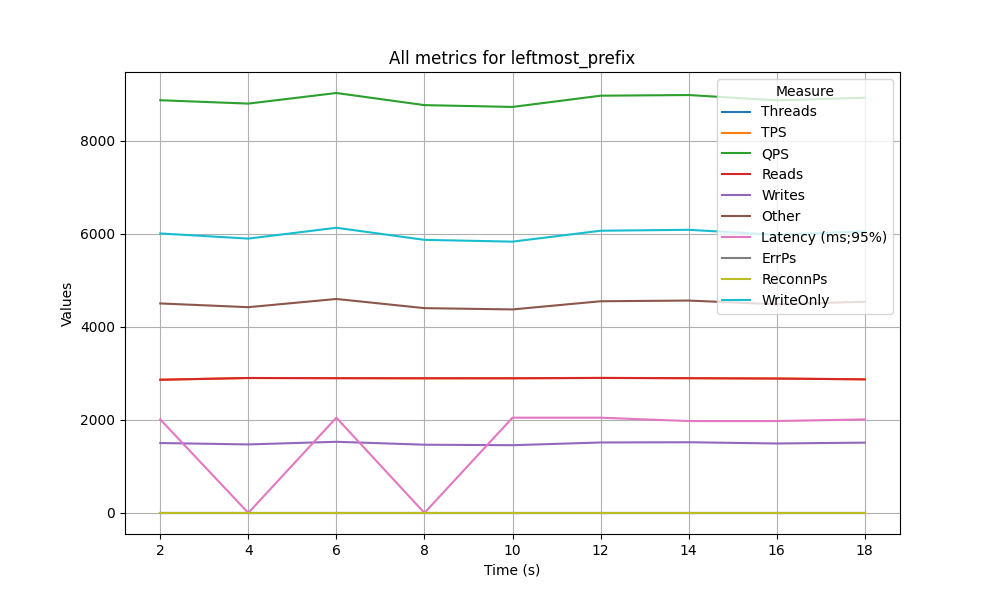 All metrics for leftmost_prefix
Measure
Threads
TPS
QPS
Reads
Writes
Other
Latency (ms;95%)
ErrPs
ReconnPs
WriteOnly
Values
8000
6000
4000
2000
0
2 4 6 8 10 12 14 16 18
Time (s)